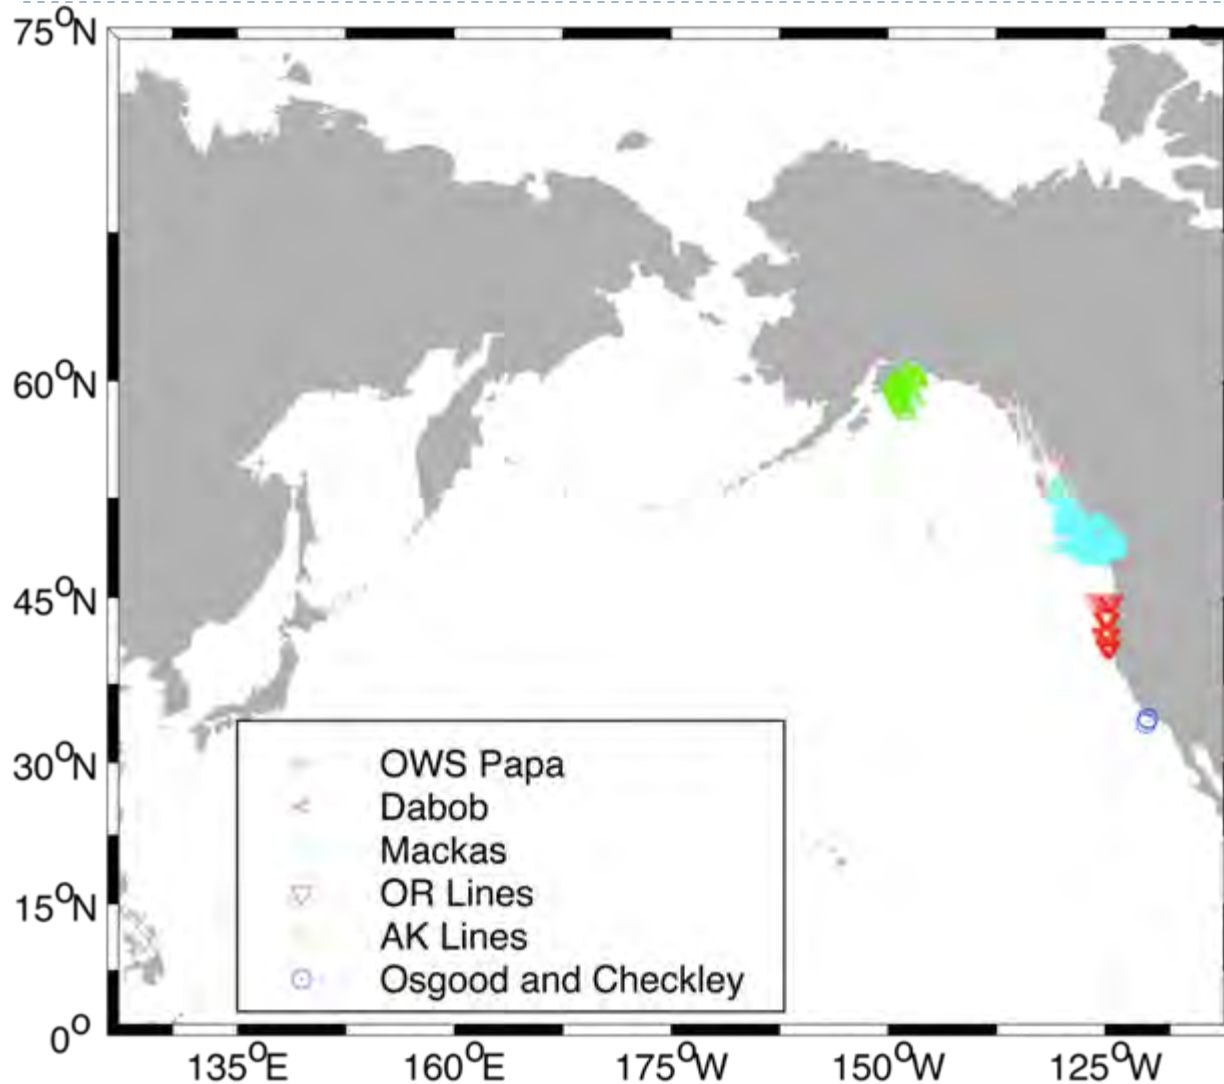 75°N
60°N
45°N
30°N
15°N
0°
OWS Papa
Dabob
Mackas
OR Lines
AK Lines
Osgood and Checkley
135°E 160°E 175°W 150°W 125°W